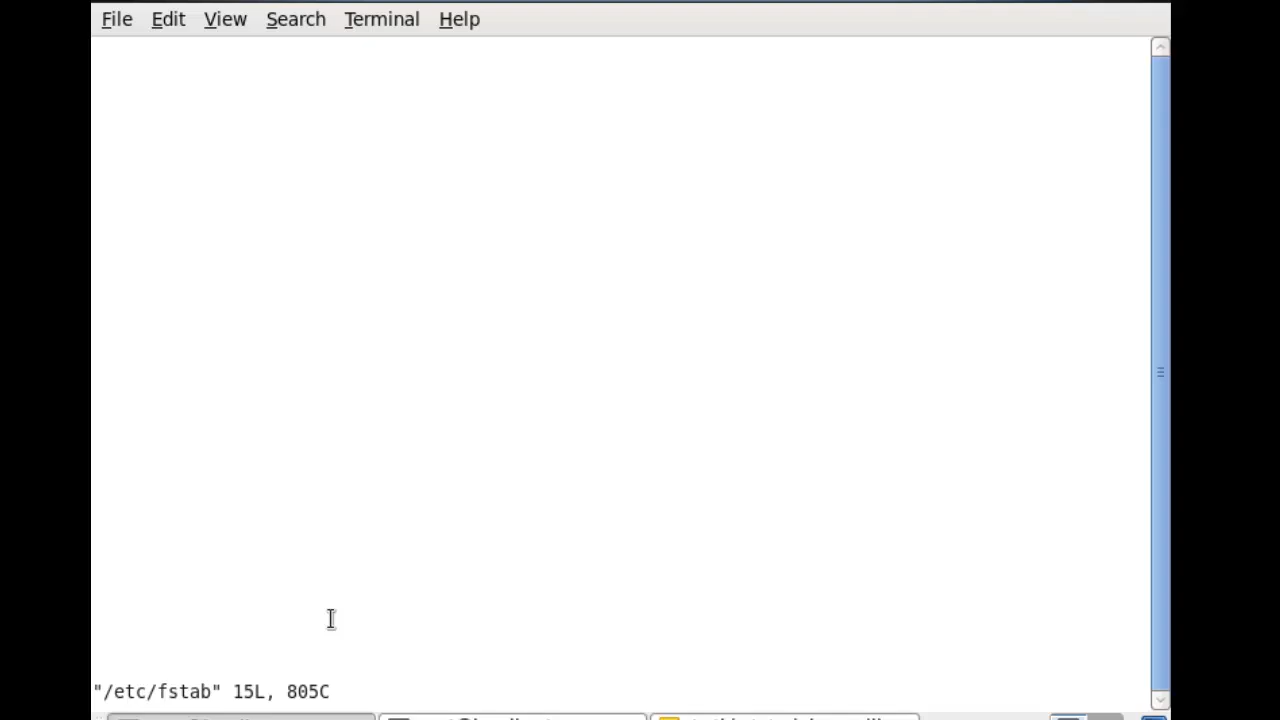 File Edit View Search Terminal Help
"/etc/fstab" 15L, 805C